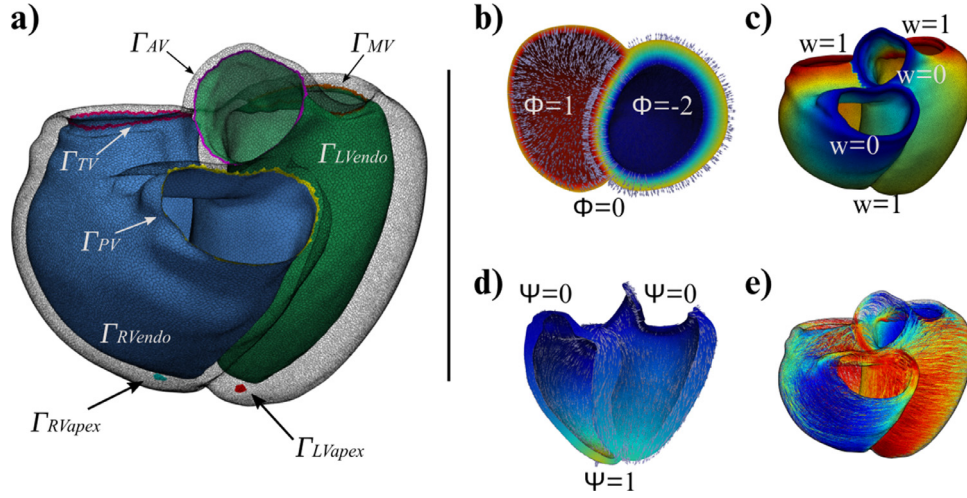 a)
Γ_AV
Γ_MV
Γ_TV
Γ_LVendo
Γ_PV
Γ_RVendo
Γ_RVapex
Γ_LVapex
b)
Φ=1
Φ=-2
Φ=0
c)
w=1
w=1
w=0
w=0
w=1
d)
Ψ=0
Ψ=0
Ψ=1
e)